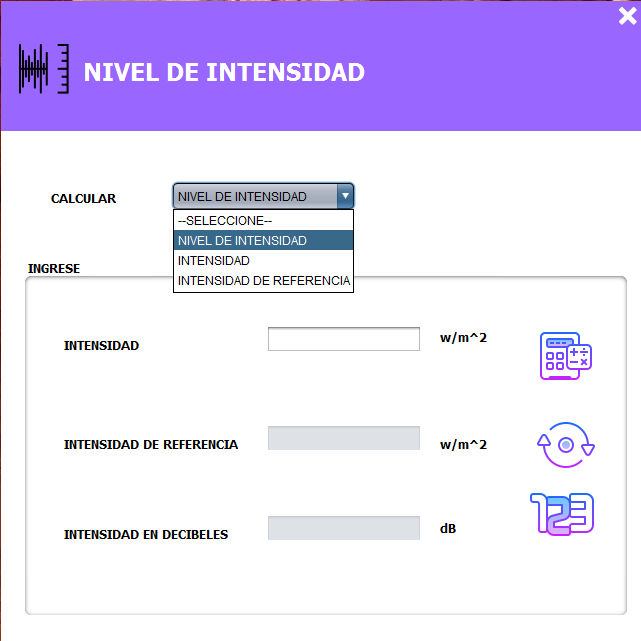 NIVEL DE INTENSIDAD
CALCULAR
NIVEL DE INTENSIDAD
--SELECCIONE--
NIVEL DE INTENSIDAD
INTENSIDAD
INTENSIDAD DE REFERENCIA
INGRESE
INTENSIDAD
w/m^2
INTENSIDAD DE REFERENCIA
w/m^2
123
INTENSIDAD EN DECIBELES
dB